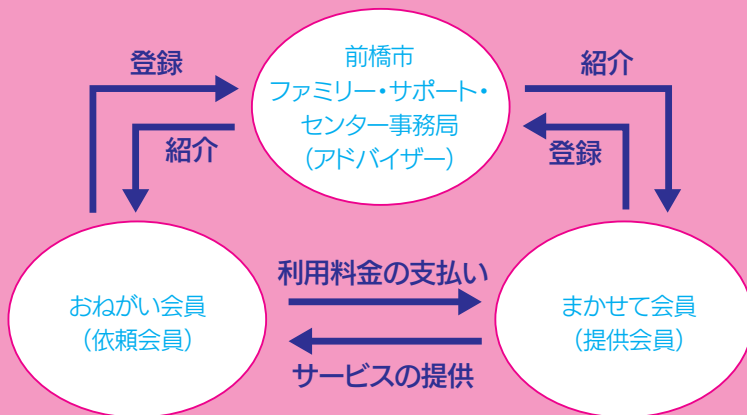 登録
前橋市
ファミリー・サポート・
センター事務局
（アドバイザー）
紹介
紹介
登録
利用料金の支払い
おねがい会員
（依頼会員）
まかせて会員
（提供会員）
サービスの提供